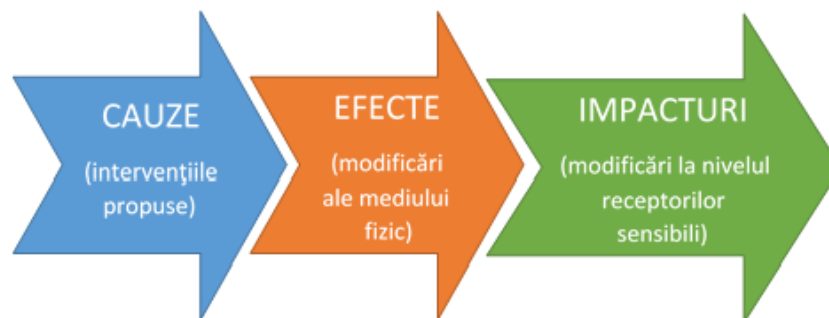 CAUZE
(intervenţiile
propuse)
EFECTE
(modificări
ale mediului
fizic)
IMPACTURI
(modificări la nivelul
receptorilor
sensibili)